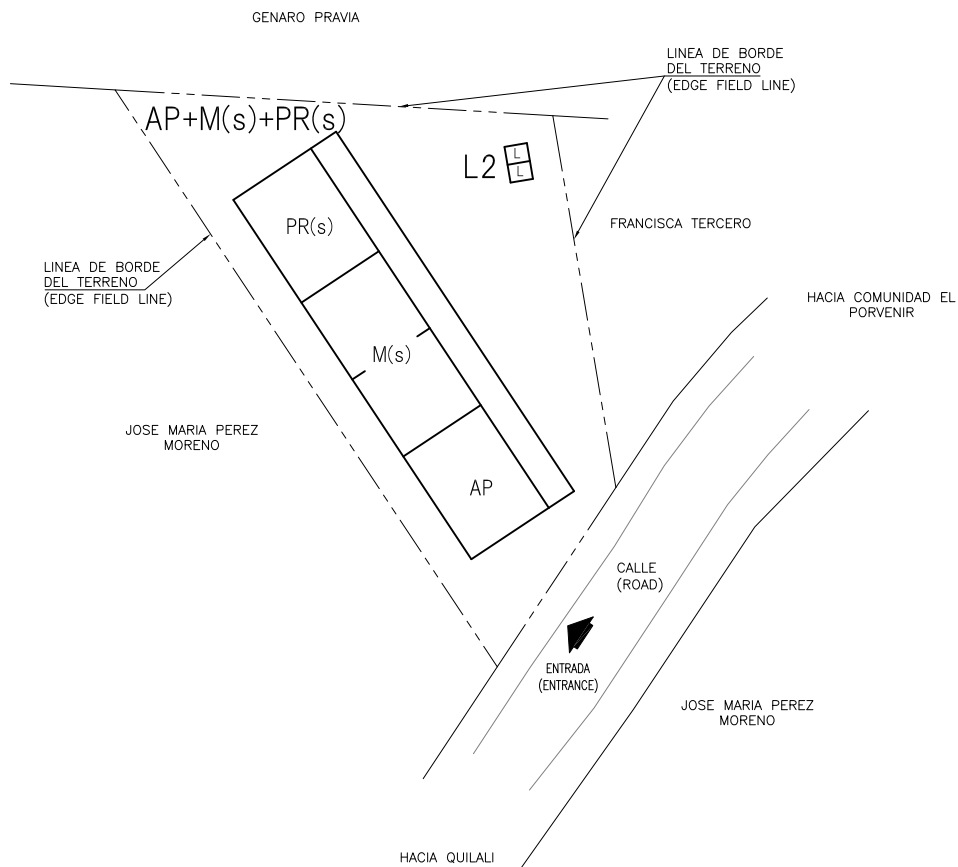 GENARO PRAVIA
LINEA DE BORDE
DEL TERRENO
(EDGE FIELD LINE)
AP+M(s)+PR(s)
L2
L
L
PR(s)
FRANCISCA TERCERO
LINEA DE BORDE
DEL TERRENO
(EDGE FIELD LINE)
HACIA COMUNIDAD EL
PORVENIR
M(s)
JOSE MARIA PEREZ
MORENO
AP
CALLE
(ROAD)
ENTRADA
(ENTRANCE)
JOSE MARIA PEREZ
MORENO
HACIA QUILALI